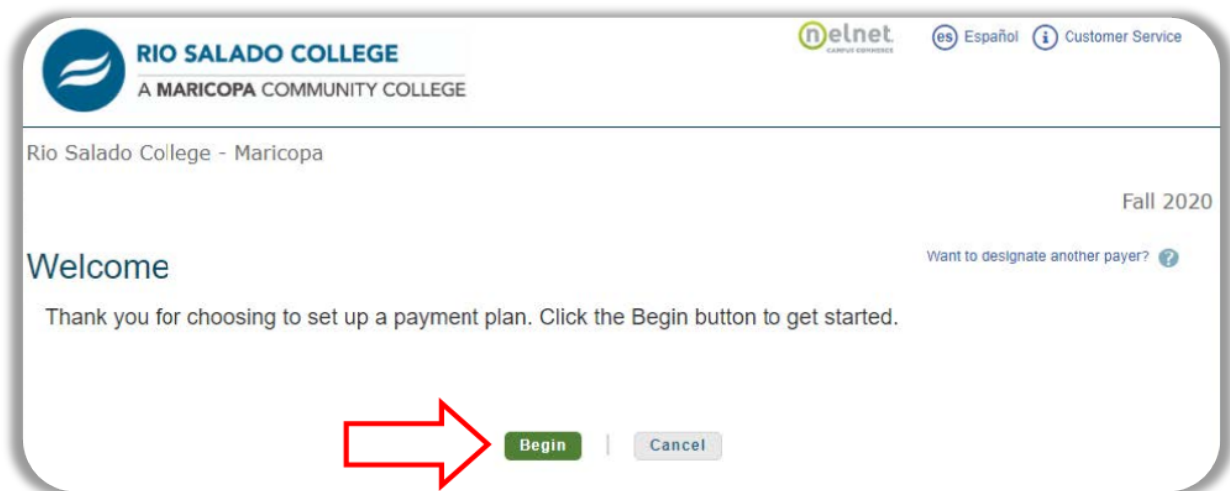 RIO SALADO COLLEGE
A MARICOPA COMMUNITY COLLEGE
nelnet
CAMPUS COMMERCE
es Español i Customer Service
Rio Salado College - Maricopa
Fall 2020
Welcome
Want to designate another payer? ?
Thank you for choosing to set up a payment plan. Click the Begin button to get started.
Begin | Cancel